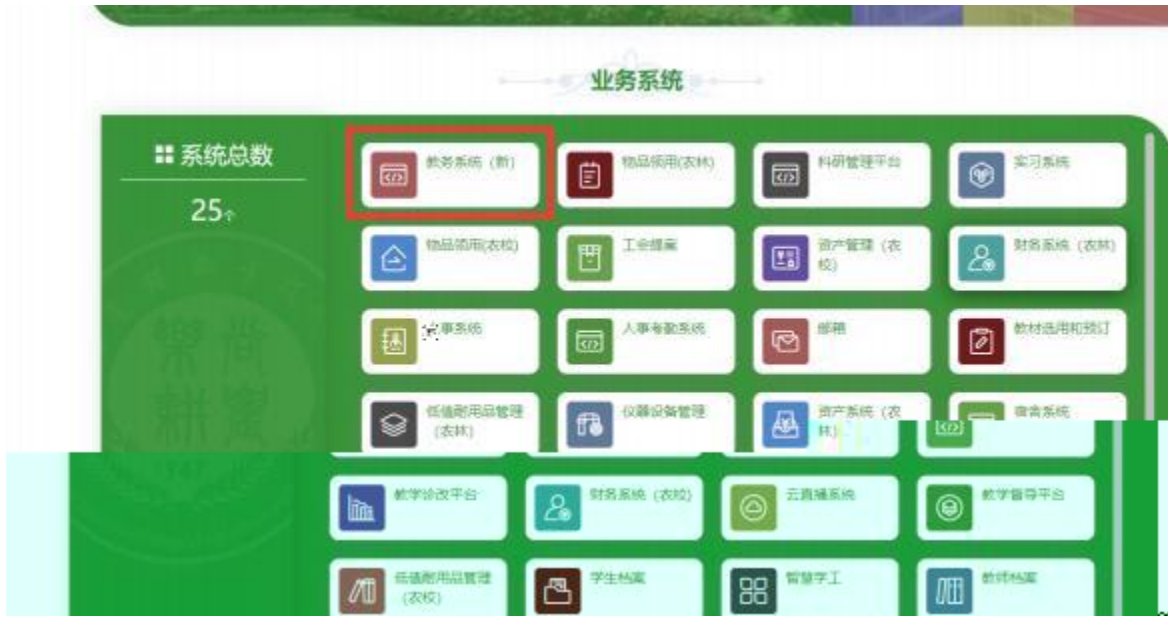 业务系统
系统总数
25个
教务系统（新）
物品领用(农林)
科研管理平台
实习系统
物品领用(农校)
工会提案
资产管理（农
校）
财务系统（农林）
事系统
人事考勤系统
邮箱
教材选用和预订
低值耐用品管理
（农林）
仪器设备管理
资产系统（农
林）
宿舍系统
教学诊改平台
财务系统（农校）
云直播系统
教学督导平台
低值耐用品管理
（农校）
学生档案
智慧学工
教师档案